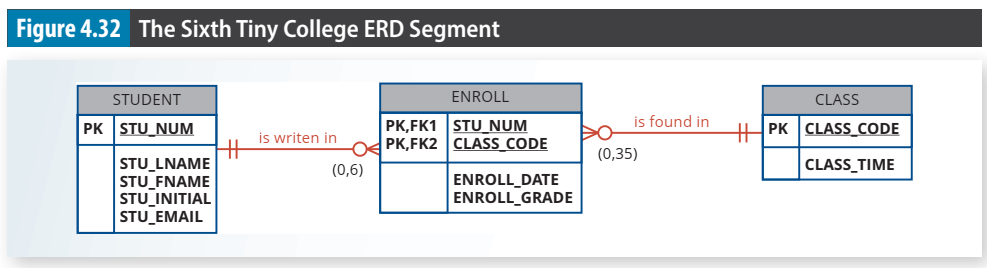 Figure 4.32 The Sixth Tiny College ERD Segment
STUDENT
PK STU_NUM
STU_LNAME
STU_FNAME
STU_INITIAL
STU_EMAIL
is writen in
(0,6)
ENROLL
PK,FK1 STU_NUM
PK,FK2 CLASS_CODE
ENROLL_DATE
ENROLL_GRADE
is found in
(0,35)
CLASS
PK CLASS_CODE
CLASS_TIME